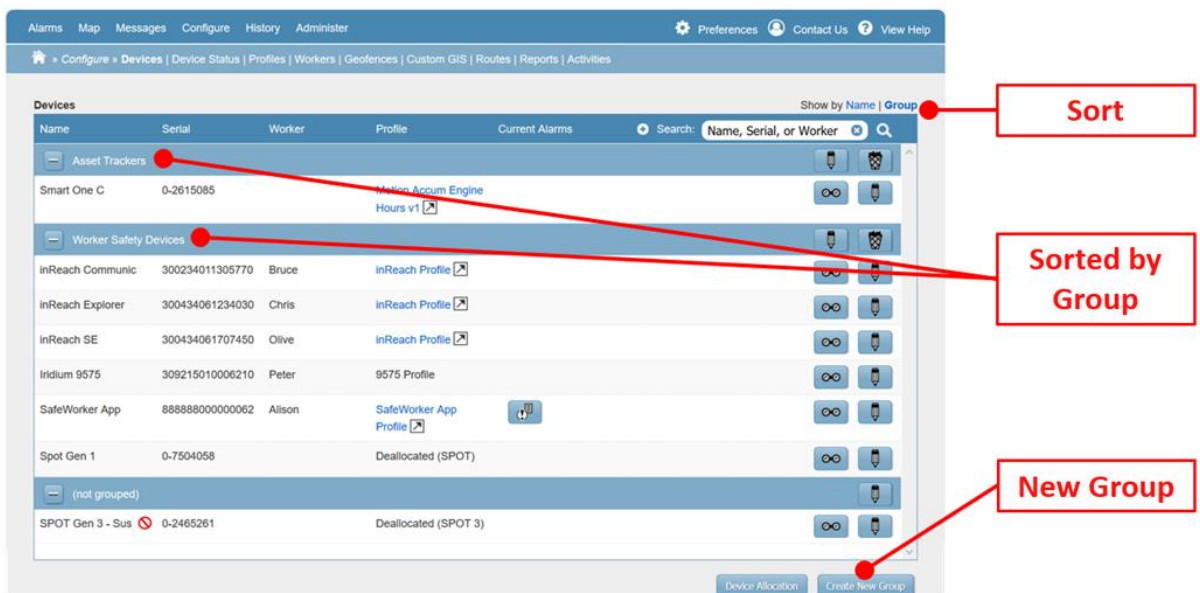 Alarms Map Messages Configure History Administer Preferences Contact Us ? View Help
» Configure » Devices | Device Status | Profiles | Workers | Geofences | Custom GIS | Routes | Reports | Activities
Devices Show by Name | Group
Sort
Name Serial Worker Profile Current Alarms Search: Name, Serial, or Worker
Asset Trackers
Smart One C 0-2615085 Motion Accum Engine
Hours v1
Worker Safety Devices
Sorted by
Group
inReach Communic 300234011305770 Bruce inReach Profile
inReach Explorer 300434061234030 Chris inReach Profile
inReach SE 300434061707450 Olive inReach Profile
Iridium 9575 309215010006210 Peter 9575 Profile
SafeWorker App 888888000000062 Alison SafeWorker App
Profile
Spot Gen 1 0-7504058 Deallocated (SPOT)
New Group
(not grouped)
SPOT Gen 3 - Sus 0-2465261 Deallocated (SPOT 3)
Device Allocation Create New Group